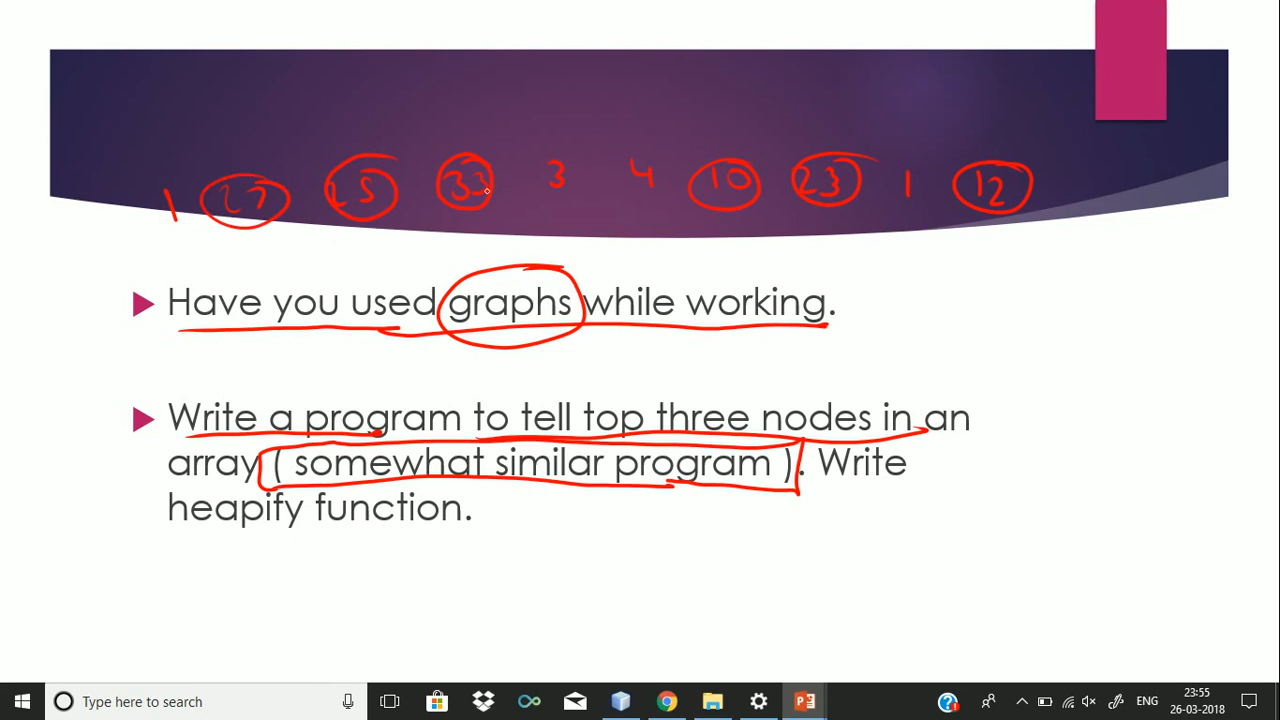 1 27 25 33 3 4 10 23 1 12
Have you used graphs while working.
Write a program to tell top three nodes in an
array ( somewhat similar program ). Write
heapify function.
Type here to search
ENG
23:55
26-03-2018